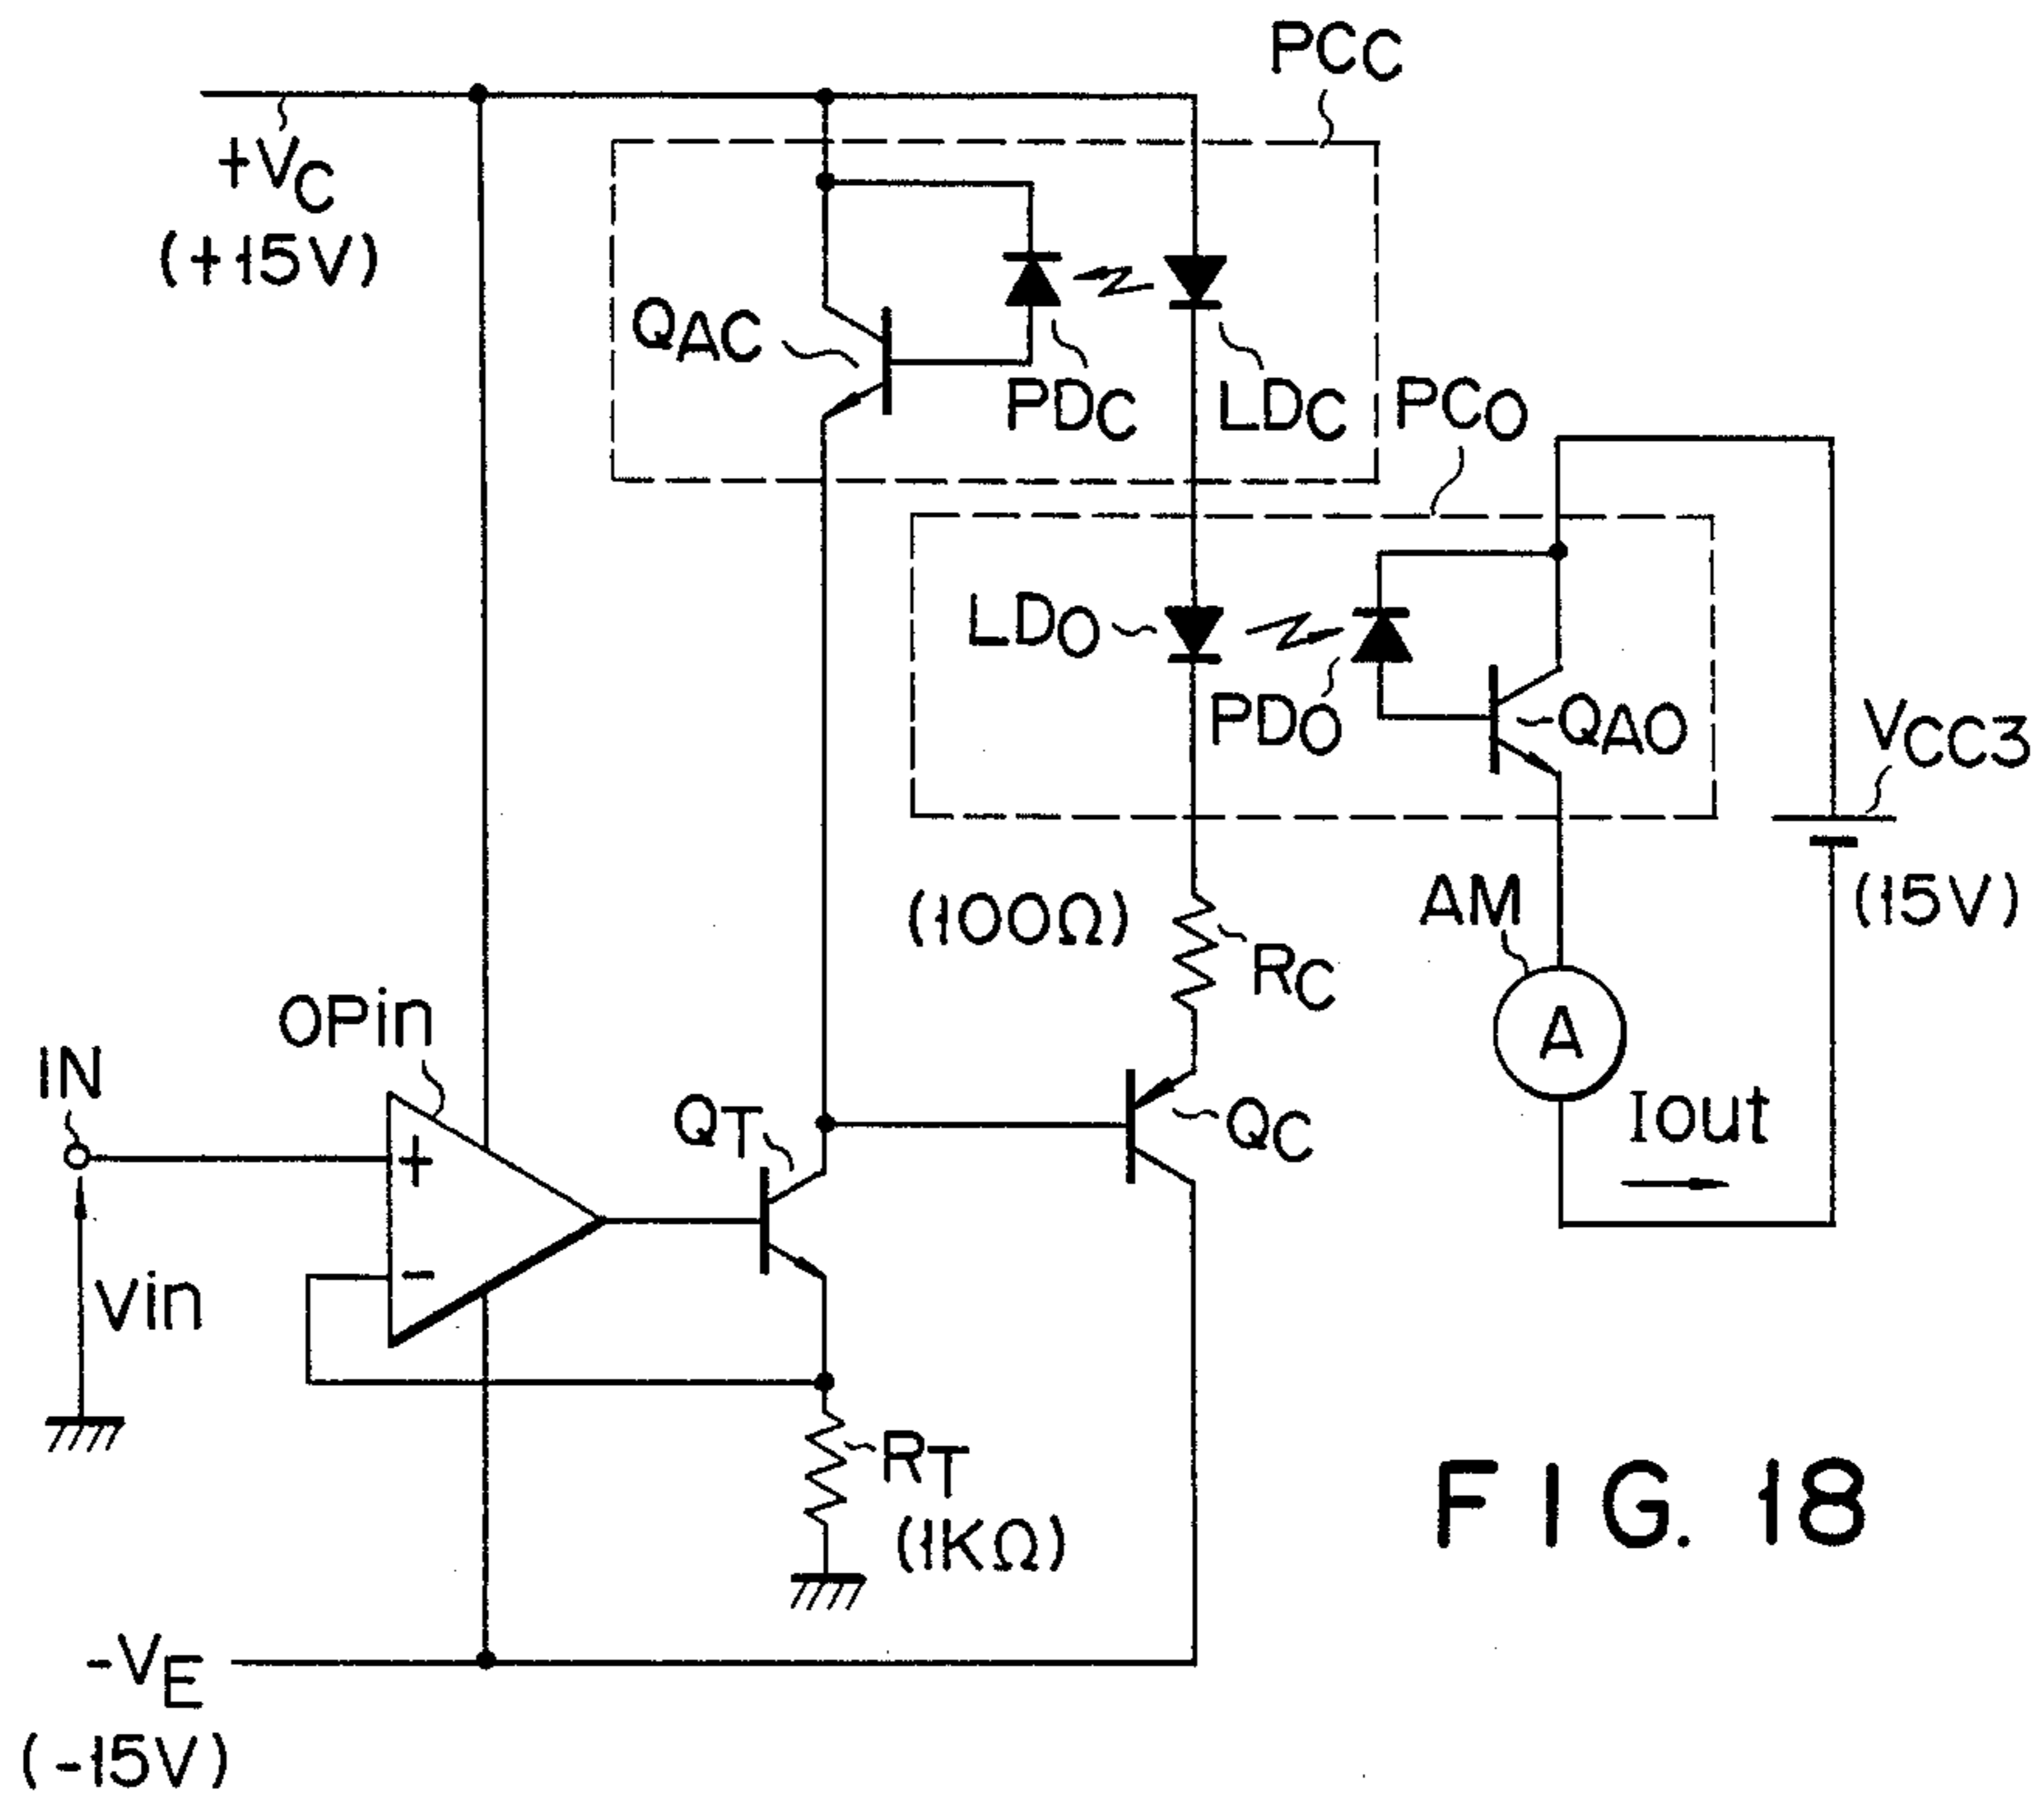 PCC
+VC
(+15V)
QAC
PDC
LDC
PCO
LDO
PDO
QAO
VCC3
(15V)
(100Ω)
RC
AM
A
OPin
IN
+
-
Vin
QT
QC
Iout
RT
(1KΩ)
FIG. 18
-VE
(-15V)